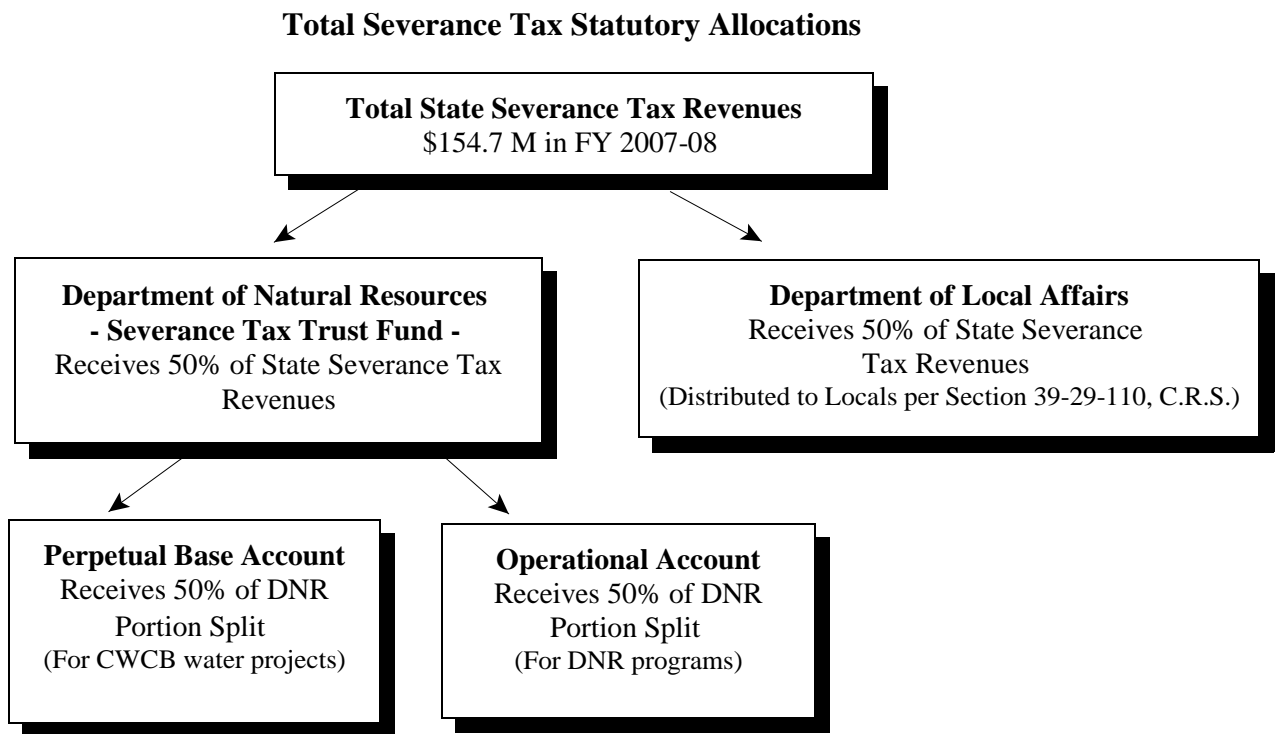 Total Severance Tax Statutory Allocations
Total State Severance Tax Revenues
$154.7 M in FY 2007-08
Department of Natural Resources
- Severance Tax Trust Fund -
Receives 50% of State Severance Tax
Revenues
Department of Local Affairs
Receives 50% of State Severance
Tax Revenues
(Distributed to Locals per Section 39-29-110, C.R.S.)
Perpetual Base Account
Receives 50% of DNR
Portion Split
(For CWCB water projects)
Operational Account
Receives 50% of DNR
Portion Split
(For DNR programs)